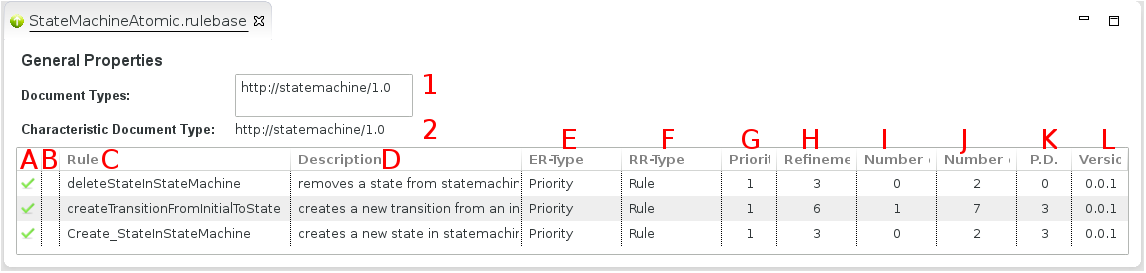 StateMachineAtomic.rulebase
General Properties
Document Types: http://statemachine/1.0 1
Characteristic Document Type: http://statemachine/1.0 2
A B Rule C Description D ER-Type E RR-Type F Priorit G Refineme H Number I Number J P.D. K Versic L
deleteStateInStateMachine removes a state from statemachin Priority Rule 1 3 0 2 0 0.0.1
createTransitionFromInitialToState creates a new transition from an in Priority Rule 1 6 1 7 3 0.0.1
Create_StateInStateMachine creates a new state in statemachin Priority Rule 1 3 0 2 3 0.0.1